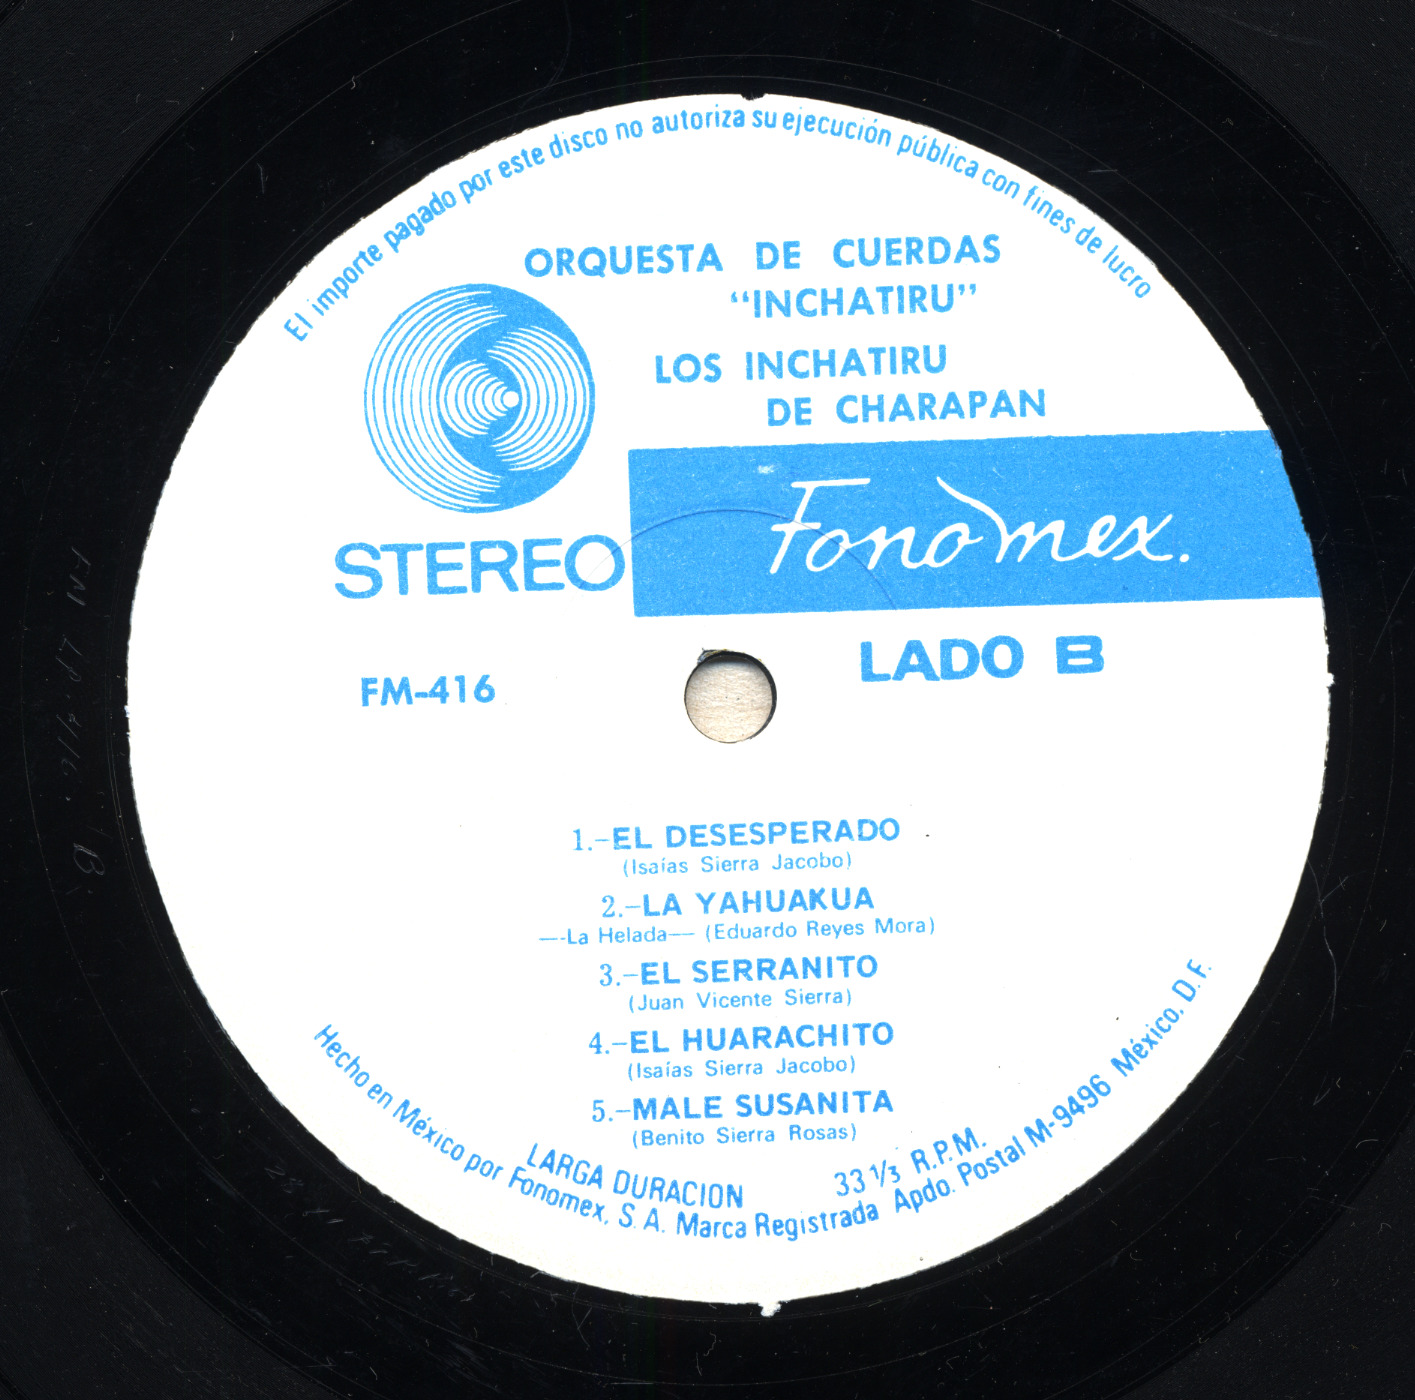 El importe pagado por este disco no autoriza su ejecución pública con fines de lucro
ORQUESTA DE CUERDAS
“INCHATIRU”
LOS INCHATIRU
DE CHARAPAN
Fonomex.
STEREO
LADO B
FM-416
1.-EL DESESPERADO
(Isaías Sierra Jacobo)
2.-LA YAHUAKUA
—-La Helada— (Eduardo Reyes Mora)
3.-EL SERRANITO
(Juan Vicente Sierra)
4.-EL HUARACHITO
(Isaías Sierra Jacobo)
5.-MALE SUSANITA
(Benito Sierra Rosas)
LARGA DURACION 33 1/3 R.P.M.
Hecho en México por Fonomex, S. A. Marca Registrada Apdo. Postal M-9496 México, D. F.
FM LP-416. B